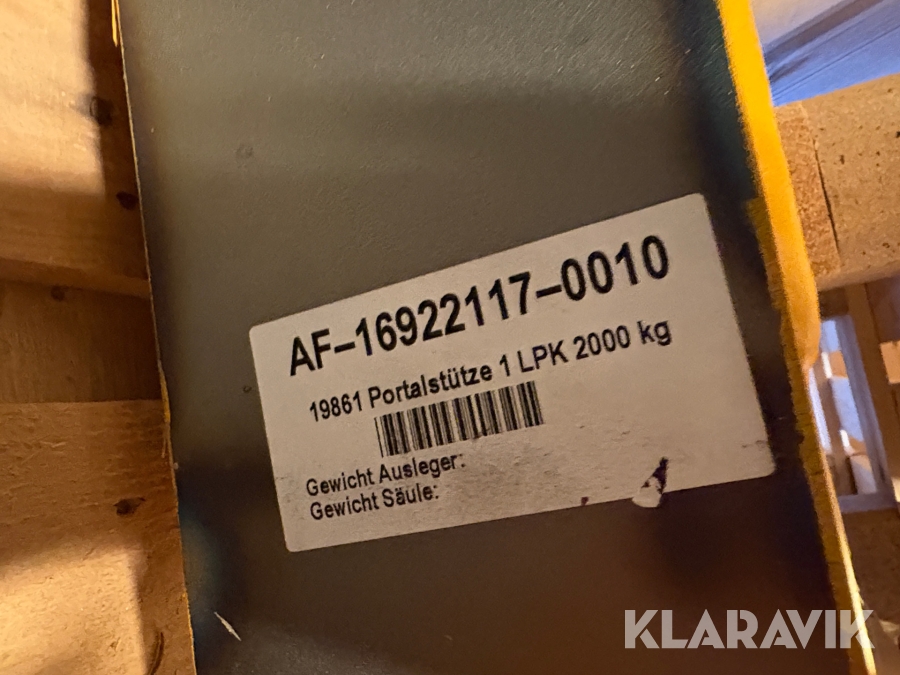 AF–16922117–0010
19861 Portalstütze 1 LPK 2000 kg
Gewicht Ausleger:
Gewicht Säule:
KLARAVIK